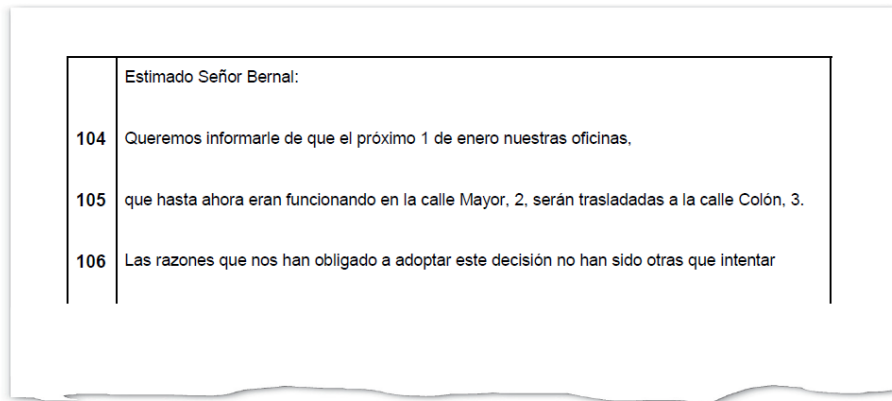 Estimado Señor Bernal:
104 Queremos informarle de que el próximo 1 de enero nuestras oficinas,
105 que hasta ahora eran funcionando en la calle Mayor, 2, serán trasladadas a la calle Colón, 3.
106 Las razones que nos han obligado a adoptar este decisión no han sido otras que intentar